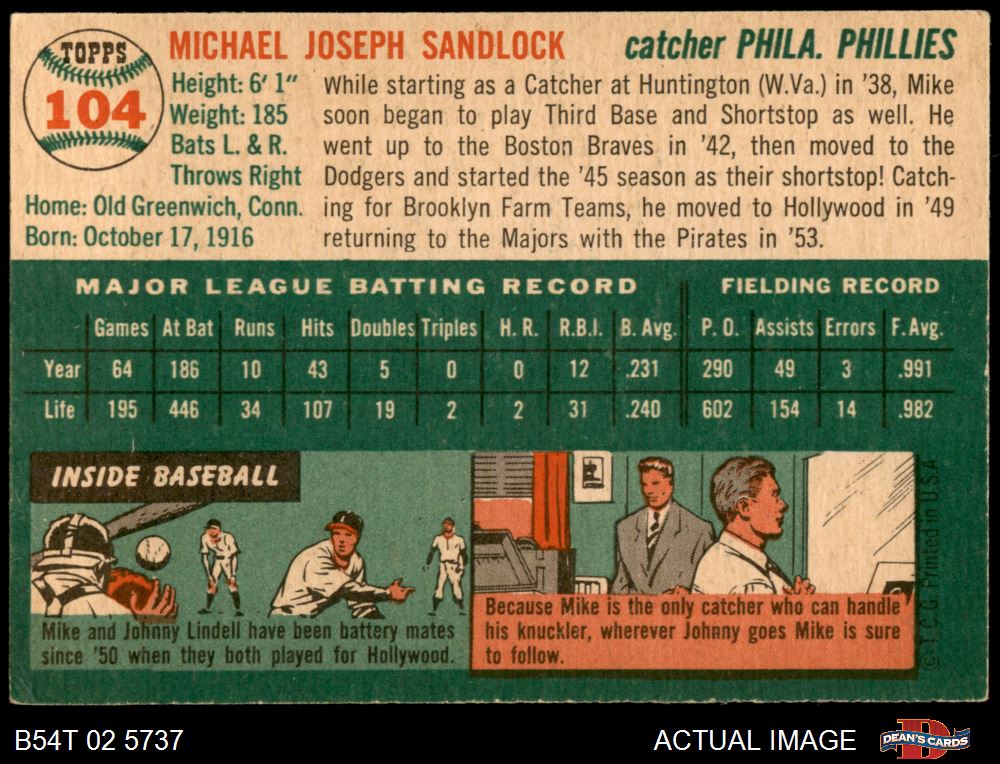 TOPPS
104
MICHAEL JOSEPH SANDLOCK
catcher PHILA. PHILLIES
Height: 6' 1"
Weight: 185
Bats L. & R.
Throws Right
Home: Old Greenwich, Conn.
Born: October 17, 1916
While starting as a Catcher at Huntington (W.Va.) in '38, Mike
soon began to play Third Base and Shortstop as well. He
went up to the Boston Braves in '42, then moved to the
Dodgers and started the '45 season as their shortstop! Catch-
ing for Brooklyn Farm Teams, he moved to Hollywood in '49
returning to the Majors with the Pirates in '53.
MAJOR LEAGUE BATTING RECORD FIELDING RECORD
Games At Bat Runs Hits Doubles Triples H. R. R.B.I. B. Avg. P. O. Assists Errors F. Avg.
Year 64 186 10 43 5 0 0 12 .231 290 49 3 .991
Life 195 446 34 107 19 2 2 31 .240 602 154 14 .982
INSIDE BASEBALL
Mike and Johnny Lindell have been battery mates
since '50 when they both played for Hollywood.
Because Mike is the only catcher who can handle
his knuckler, wherever Johnny goes Mike is sure
to follow.
© T.C.G. Printed in U.S.A
B54T 02 5737
ACTUAL IMAGE
D
DEAN'S CARDS